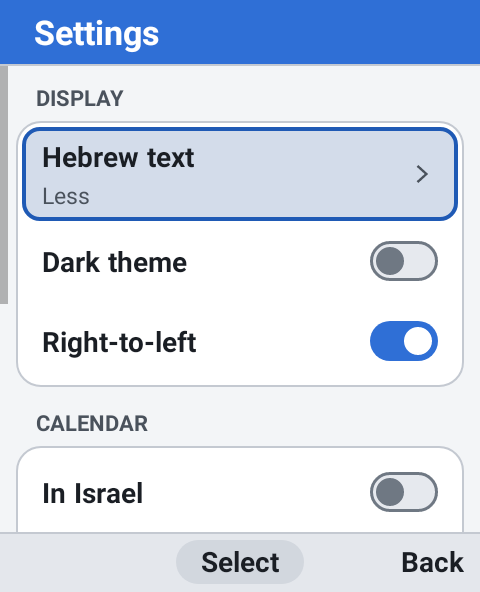 Settings
DISPLAY
Hebrew text
Less
Dark theme
Right-to-left
CALENDAR
In Israel
Select
Back